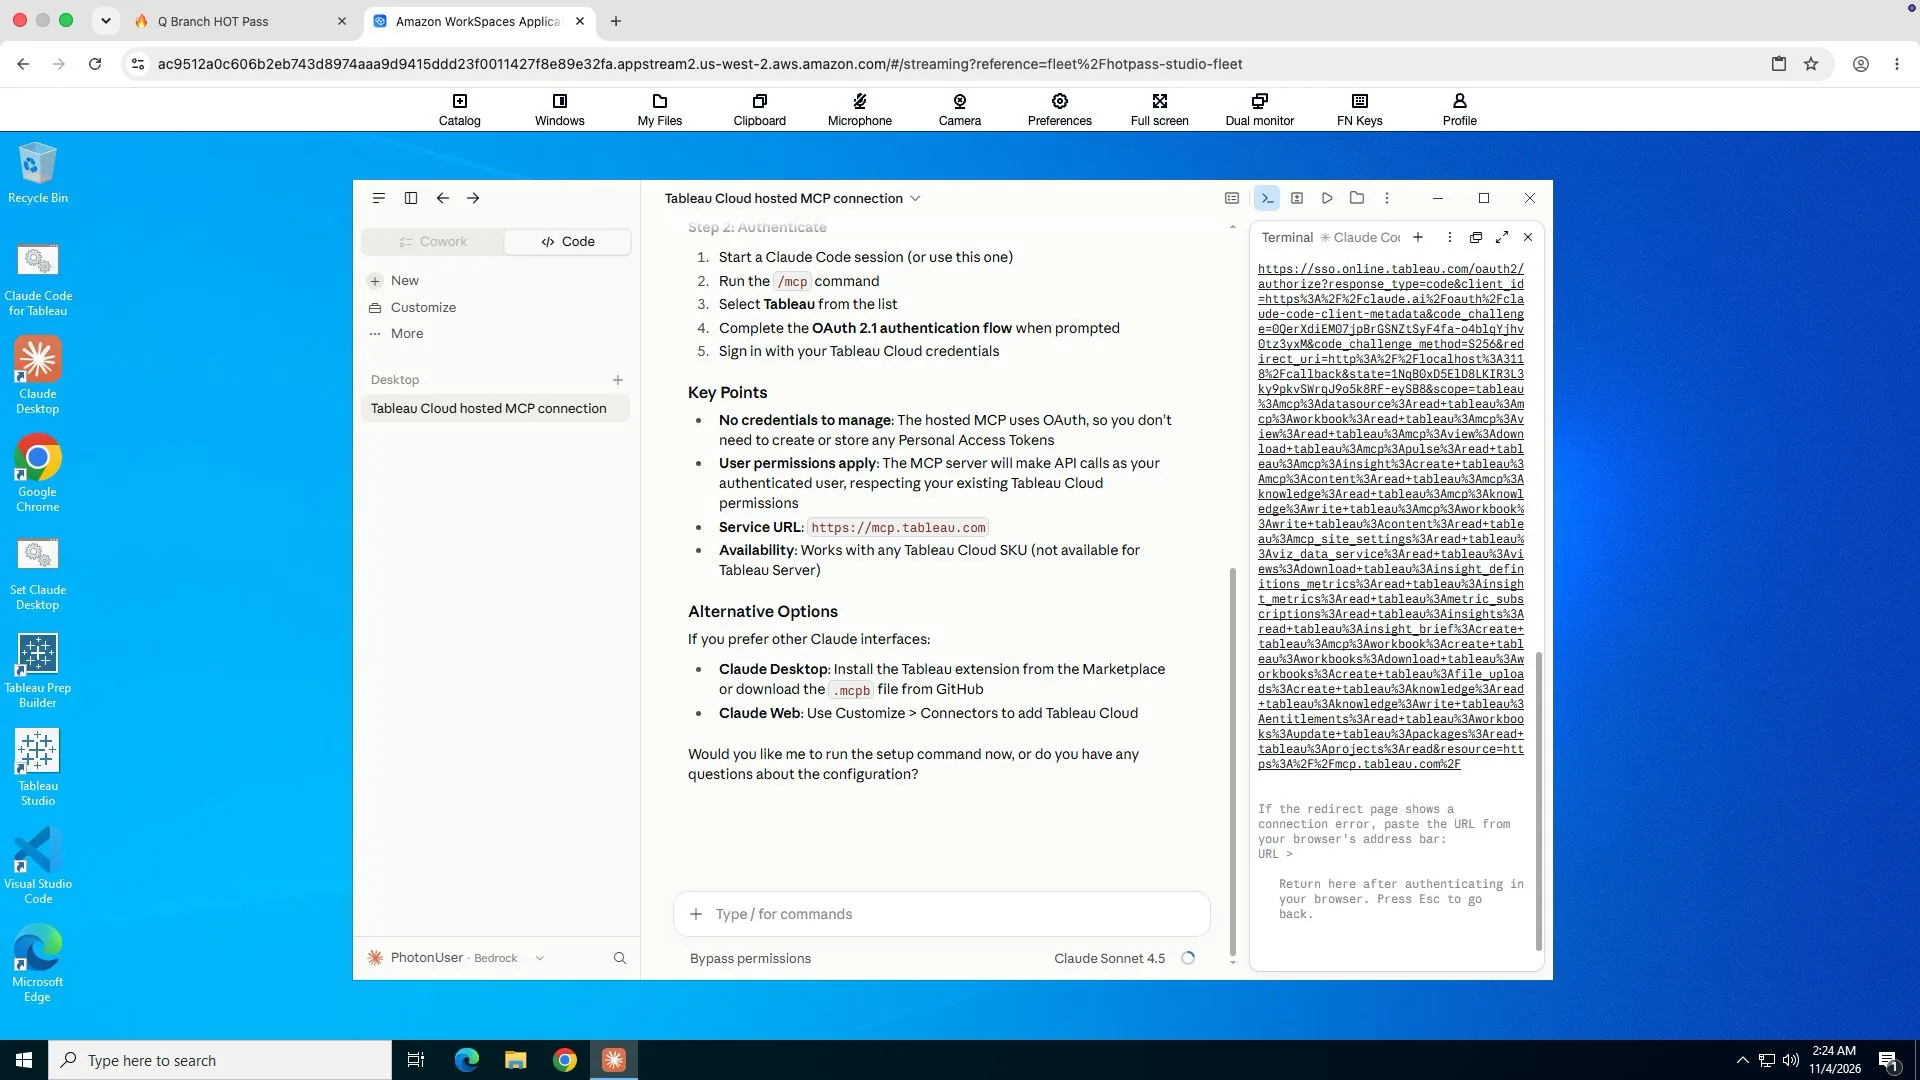 Q Branch HOT Pass
Amazon WorkSpaces Applica
ac9512a0c606b2eb743d8974aaa9d9415ddd23f0011427f8e89e32fa.appstream2.us-west-2.aws.amazon.com/#/streaming?reference=fleet%2Fhotpass-studio-fleet
Catalog
Windows
My Files
Clipboard
Microphone
Camera
Preferences
Full screen
Dual monitor
FN Keys
Profile
Recycle Bin
Claude Code
for Tableau
Claude
Desktop
Google
Chrome
Set Claude
Desktop
Tableau Prep
Builder
Tableau
Studio
Visual Studio
Code
Microsoft
Edge
Cowork
Code
New
Customize
More
Desktop
Tableau Cloud hosted MCP connection
PhotonUser · Bedrock
Tableau Cloud hosted MCP connection
Step 2: Authenticate
1. Start a Claude Code session (or use this one)
2. Run the /mcp command
3. Select Tableau from the list
4. Complete the OAuth 2.1 authentication flow when prompted
5. Sign in with your Tableau Cloud credentials
Key Points
• No credentials to manage: The hosted MCP uses OAuth, so you don't
need to create or store any Personal Access Tokens
• User permissions apply: The MCP server will make API calls as your
authenticated user, respecting your existing Tableau Cloud
permissions
• Service URL: https://mcp.tableau.com
• Availability: Works with any Tableau Cloud SKU (not available for
Tableau Server)
Alternative Options
If you prefer other Claude interfaces:
• Claude Desktop: Install the Tableau extension from the Marketplace
or download the .mcpb file from GitHub
• Claude Web: Use Customize > Connectors to add Tableau Cloud
Would you like me to run the setup command now, or do you have any
questions about the configuration?
Type / for commands
Bypass permissions
Claude Sonnet 4.5
Terminal
Claude Coc
https://sso.online.tableau.com/oauth2/
authorize?response_type=code&client_id
=https%3A%2F%2Fclaude.ai%2Foauth%2Fcla
ude-code-client-metadata&code_challeng
e=0QerXdiEM07jpBrGSNZtSyF4fa-o4blqYjhv
0tz3yxM&code_challenge_method=S256&red
irect_uri=http%3A%2F%2Flocalhost%3A311
8%2Fcallback&state=1NqB0xD5ElD8LKIR3L3
ky9pkvSWrqJ9o5k8RF-eySB8&scope=tableau
%3Amcp%3Adatasource%3Aread+tableau%3Am
cp%3Aworkbook%3Aread+tableau%3Amcp%3Av
iew%3Aread+tableau%3Amcp%3Aview%3Adown
load+tableau%3Amcp%3Apulse%3Aread+tabl
eau%3Amcp%3Ainsight%3Acreate+tableau%3
Amcp%3Acontent%3Aread+tableau%3Amcp%3A
knowledge%3Aread+tableau%3Amcp%3Aknowl
edge%3Awrite+tableau%3Amcp%3Aworkbook%
3Awrite+tableau%3Acontent%3Aread+table
au%3Amcp_site_settings%3Aread+tableau%
3Aviz_data_service%3Aread+tableau%3Avi
ews%3Adownload+tableau%3Ainsight_defin
itions_metrics%3Aread+tableau%3Ainsigh
t_metrics%3Aread+tableau%3Ametric_subs
criptions%3Aread+tableau%3Ainsights%3A
read+tableau%3Ainsight_brief%3Acreate+
tableau%3Amcp%3Aworkbook%3Acreate+tabl
eau%3Aworkbooks%3Adownload+tableau%3Aw
orkbooks%3Acreate+tableau%3Afile_uploa
ds%3Acreate+tableau%3Aknowledge%3Aread
+tableau%3Aknowledge%3Awrite+tableau%3
Aentitlements%3Aread+tableau%3Aworkboo
ks%3Aupdate+tableau%3Apackages%3Aread+
tableau%3Aprojects%3Aread&resource=htt
ps%3A%2F%2Fmcp.tableau.com%2F
If the redirect page shows a
connection error, paste the URL from
your browser's address bar:
URL >
Return here after authenticating in
your browser. Press Esc to go
back.
Type here to search
2:24 AM
11/4/2026
1